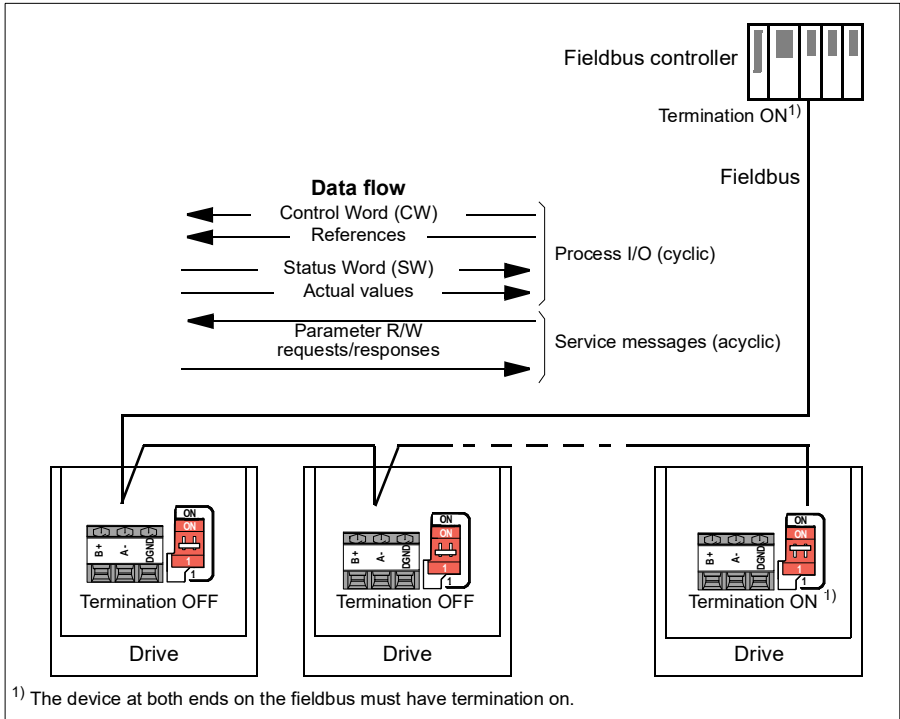 Fieldbus controller
Termination ON1)
Fieldbus
Data flow
Control Word (CW)
References
Process I/O (cyclic)
Status Word (SW)
Actual values
Parameter R/W
requests/responses
Service messages (acyclic)
ON
ON
B +
A -
DGND
1
1
Termination OFF
Drive
ON
ON
B +
A -
DGND
1
1
Termination OFF
Drive
ON
ON
B +
A -
DGND
1
1
Termination ON 1)
Drive
1) The device at both ends on the fieldbus must have termination on.